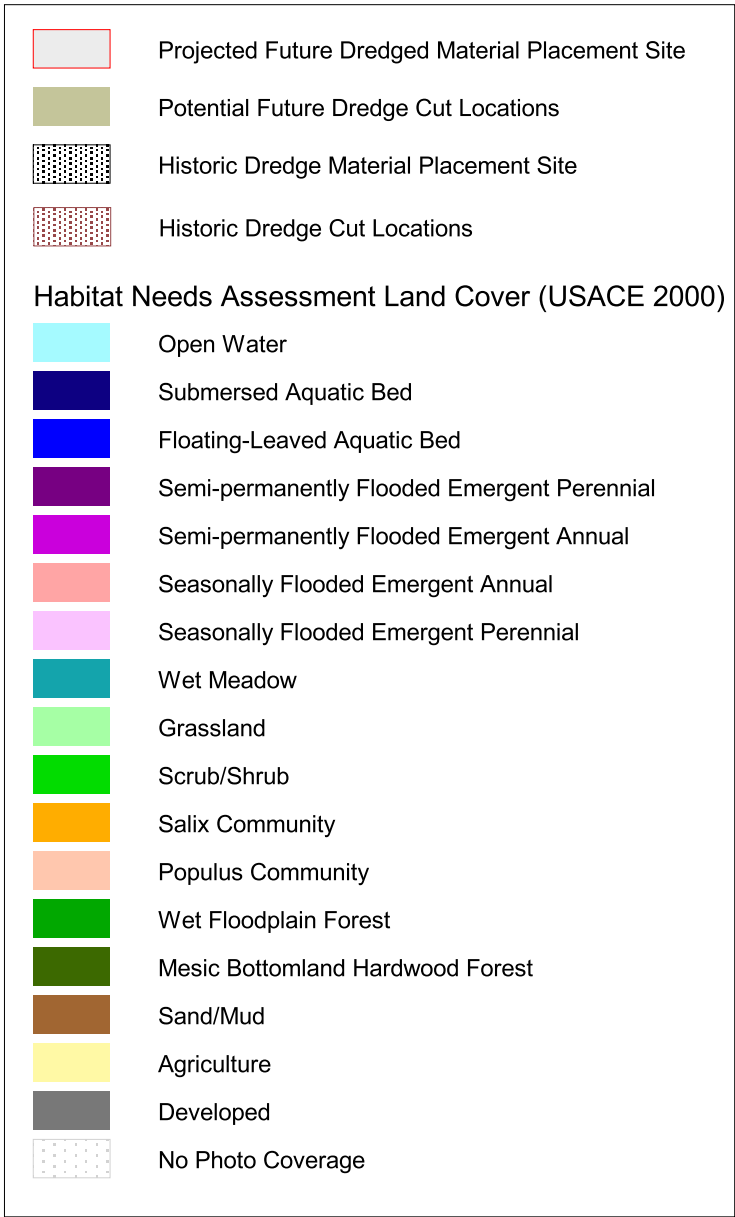 Projected Future Dredged Material Placement Site
Potential Future Dredge Cut Locations
Historic Dredge Material Placement Site
Historic Dredge Cut Locations
Habitat Needs Assessment Land Cover (USACE 2000)
Open Water
Submersed Aquatic Bed
Floating-Leaved Aquatic Bed
Semi-permanently Flooded Emergent Perennial
Semi-permanently Flooded Emergent Annual
Seasonally Flooded Emergent Annual
Seasonally Flooded Emergent Perennial
Wet Meadow
Grassland
Scrub/Shrub
Salix Community
Populus Community
Wet Floodplain Forest
Mesic Bottomland Hardwood Forest
Sand/Mud
Agriculture
Developed
No Photo Coverage